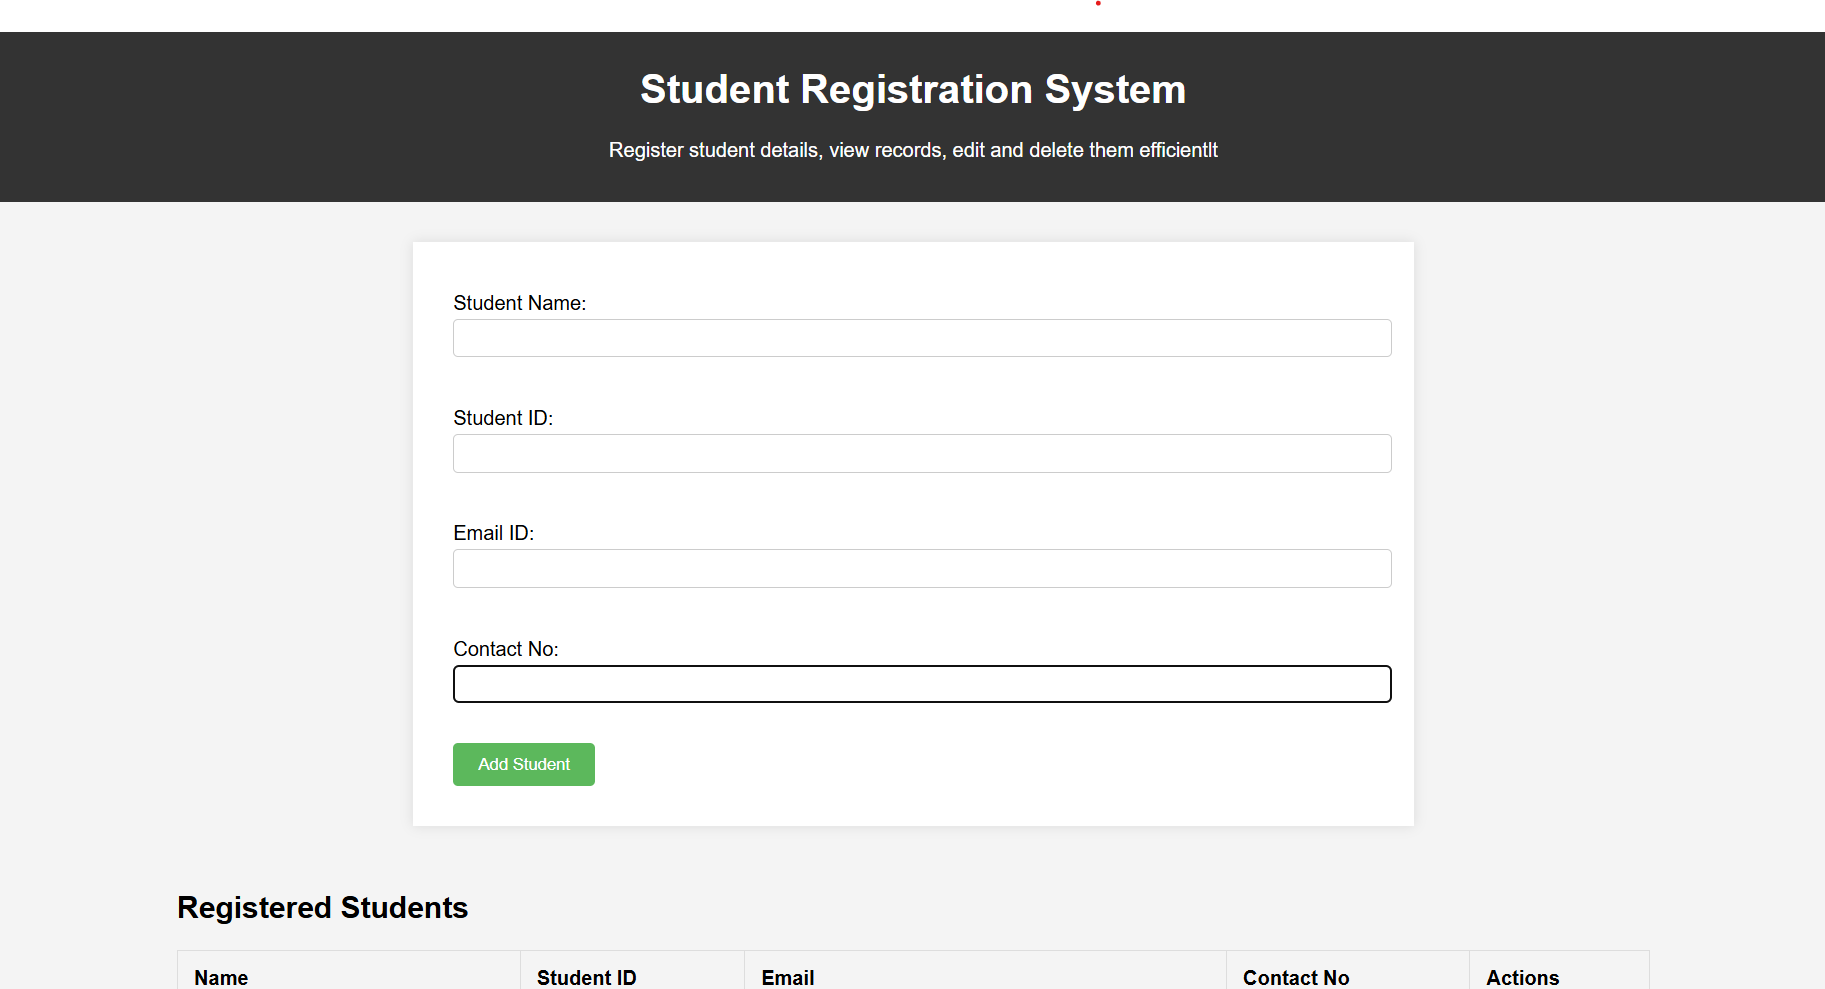 Student Registration System
Register student details, view records, edit and delete them efficientlt
Student Name:
Student ID:
Email ID:
Contact No:
Add Student
Registered Students
Name Student ID Email Contact No Actions